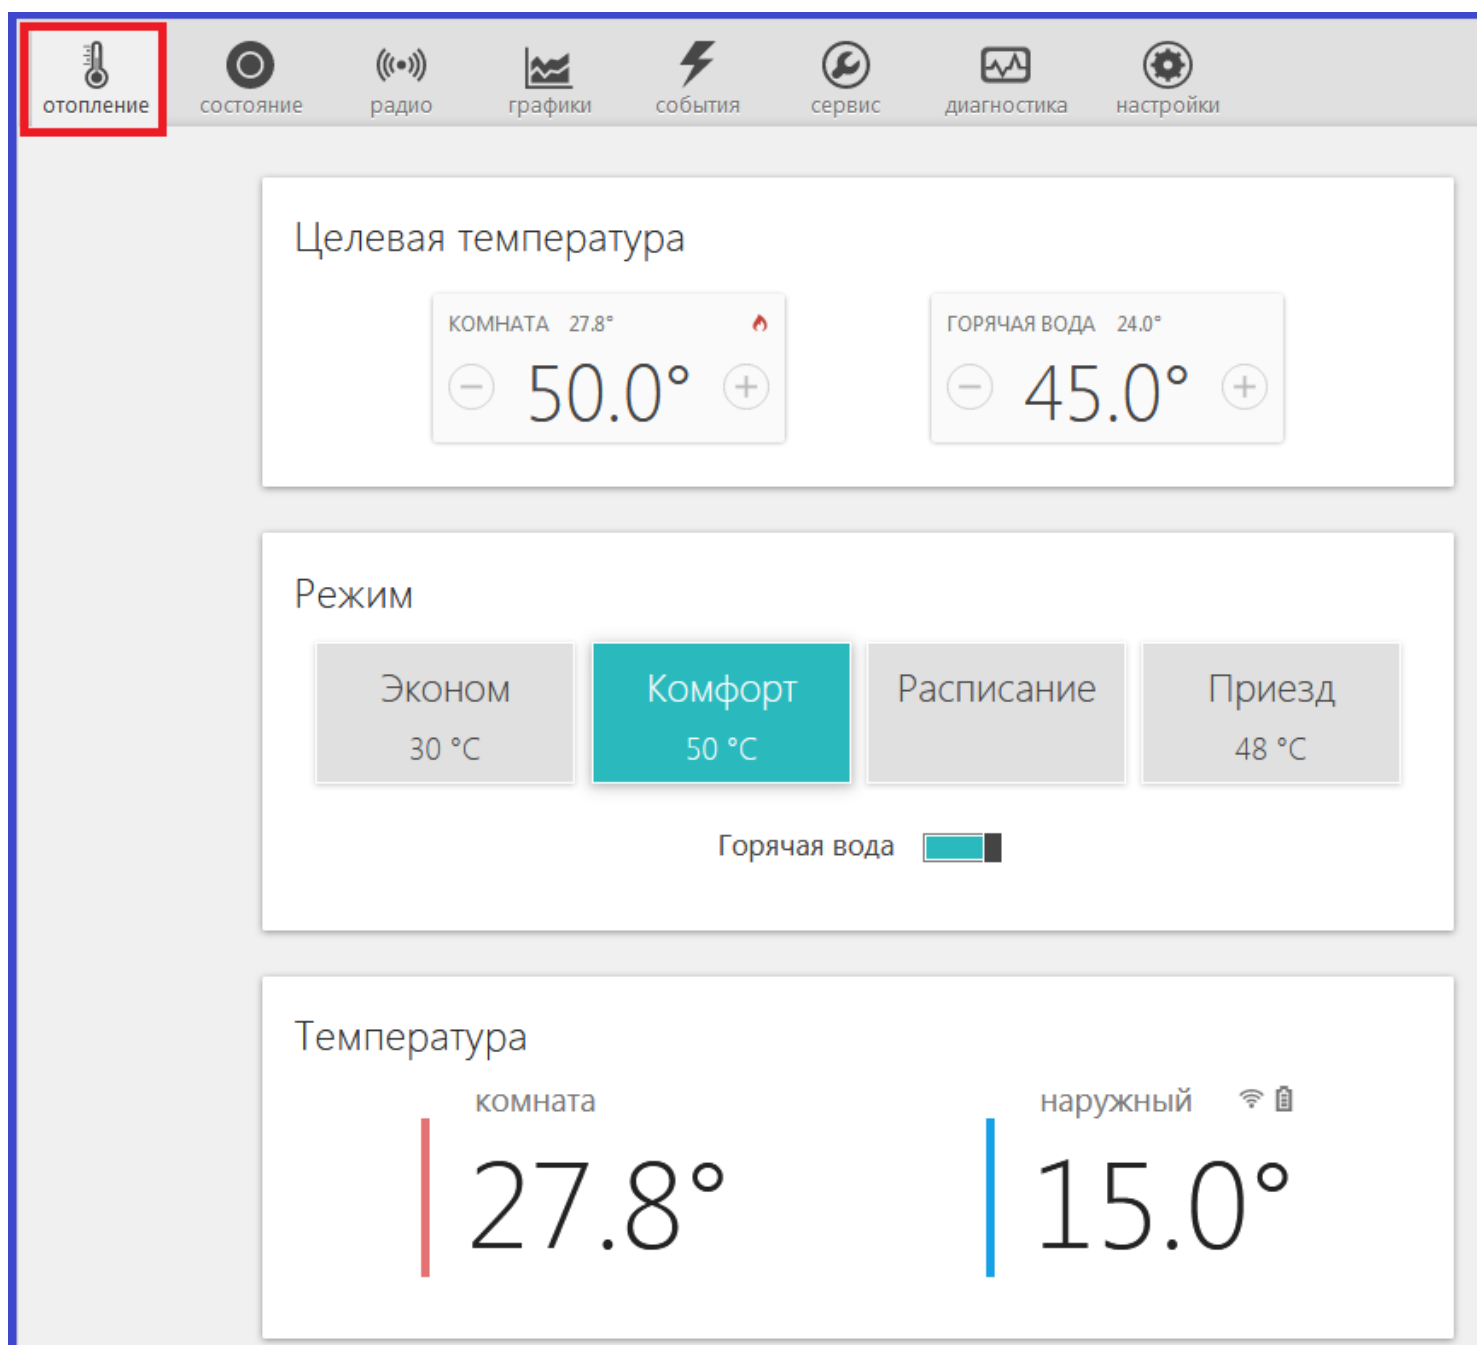 отопление состояние радио графики события сервис диагностика настройки
Целевая температура
КОМНАТА 27.8° ГОРЯЧАЯ ВОДА 24.0°
50.0° 45.0°
Режим
Эконом Комфорт Расписание Приезд
30 °C 50 °C 48 °C
Горячая вода
Температура
комната наружный
27.8° 15.0°